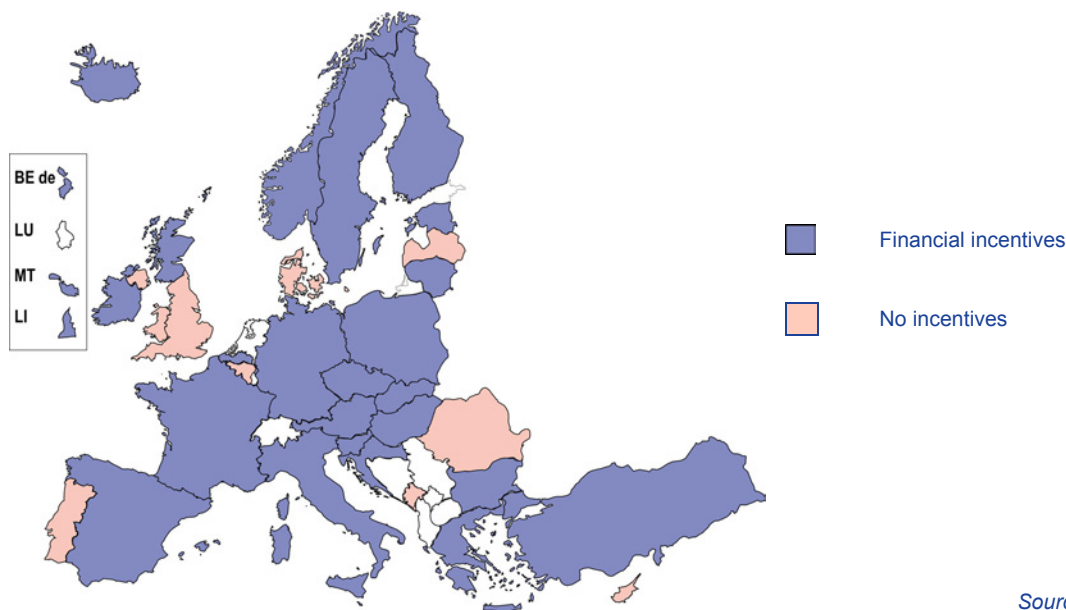 BE de
LU
MT
LI
Financial incentives
No incentives